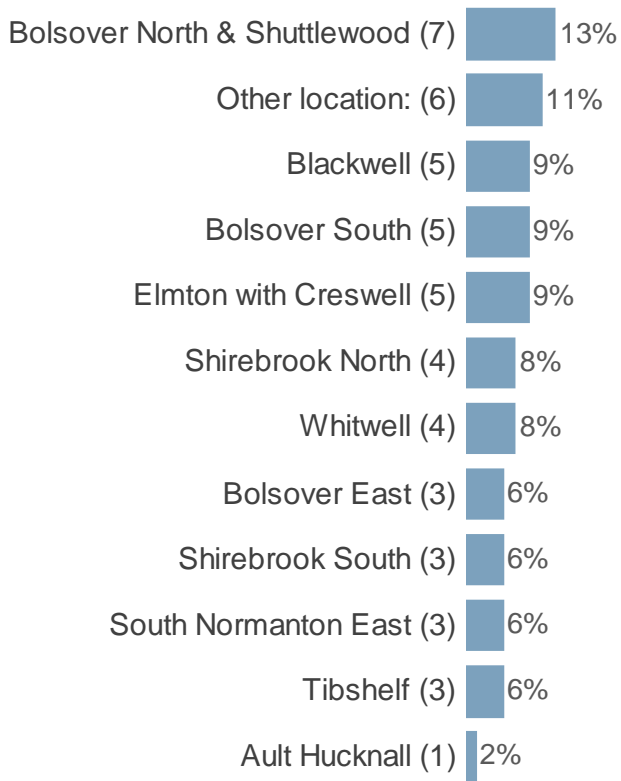 Bolsover North & Shuttlewood (7) 13%
Other location: (6) 11%
Blackwell (5) 9%
Bolsover South (5) 9%
Elmton with Creswell (5) 9%
Shirebrook North (4) 8%
Whitwell (4) 8%
Bolsover East (3) 6%
Shirebrook South (3) 6%
South Normanton East (3) 6%
Tibshelf (3) 6%
Ault Hucknall (1) 2%